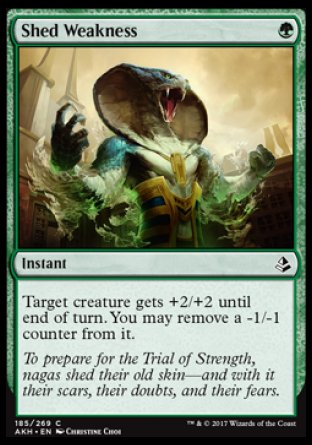 Shed Weakness
Instant
Target creature gets +2/+2 until
end of turn. You may remove a -1/-1
counter from it.
To prepare for the Trial of Strength,
nagas shed their old skin—and with it
their scars, their doubts, and their fears.
185/269 C
AKH • EN Christine Choi
™ & © 2017 Wizards of the Coast